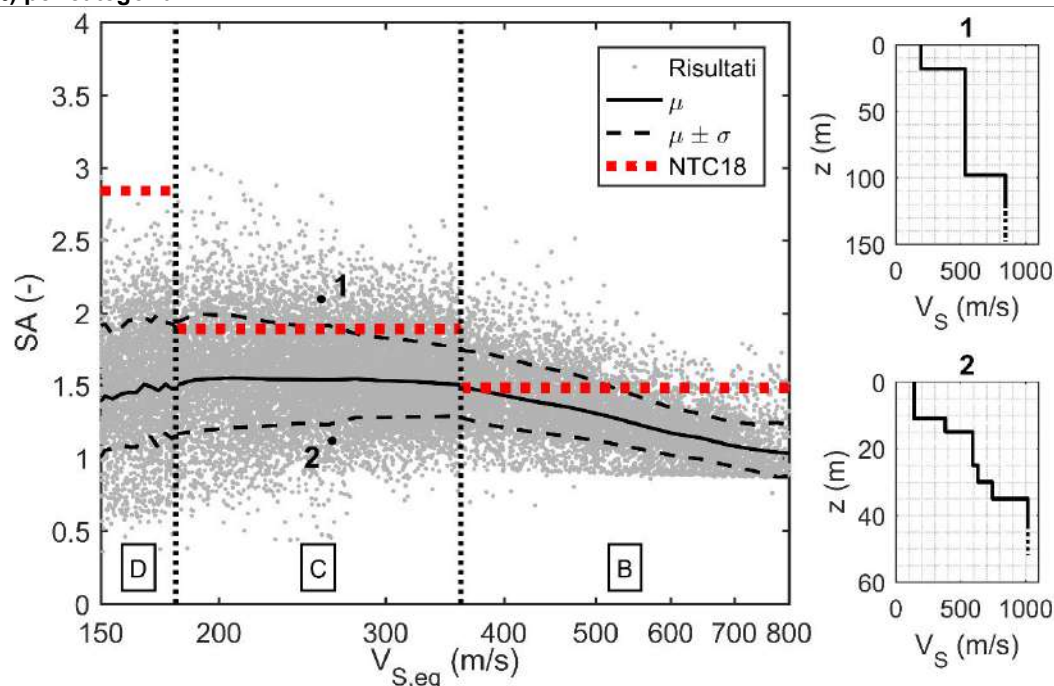 4
3.5
3
2.5
2
1.5
1
0.5
0
SA (-)
Risultati
μ
μ ± σ
NTC18
1
2
D
C
B
150
200
300
400
500
600
700
800
V_S,eq (m/s)
1
0
50
100
150
z (m)
0
500
1000
V_S (m/s)
2
0
20
40
60
z (m)
0
500
1000
V_S (m/s)